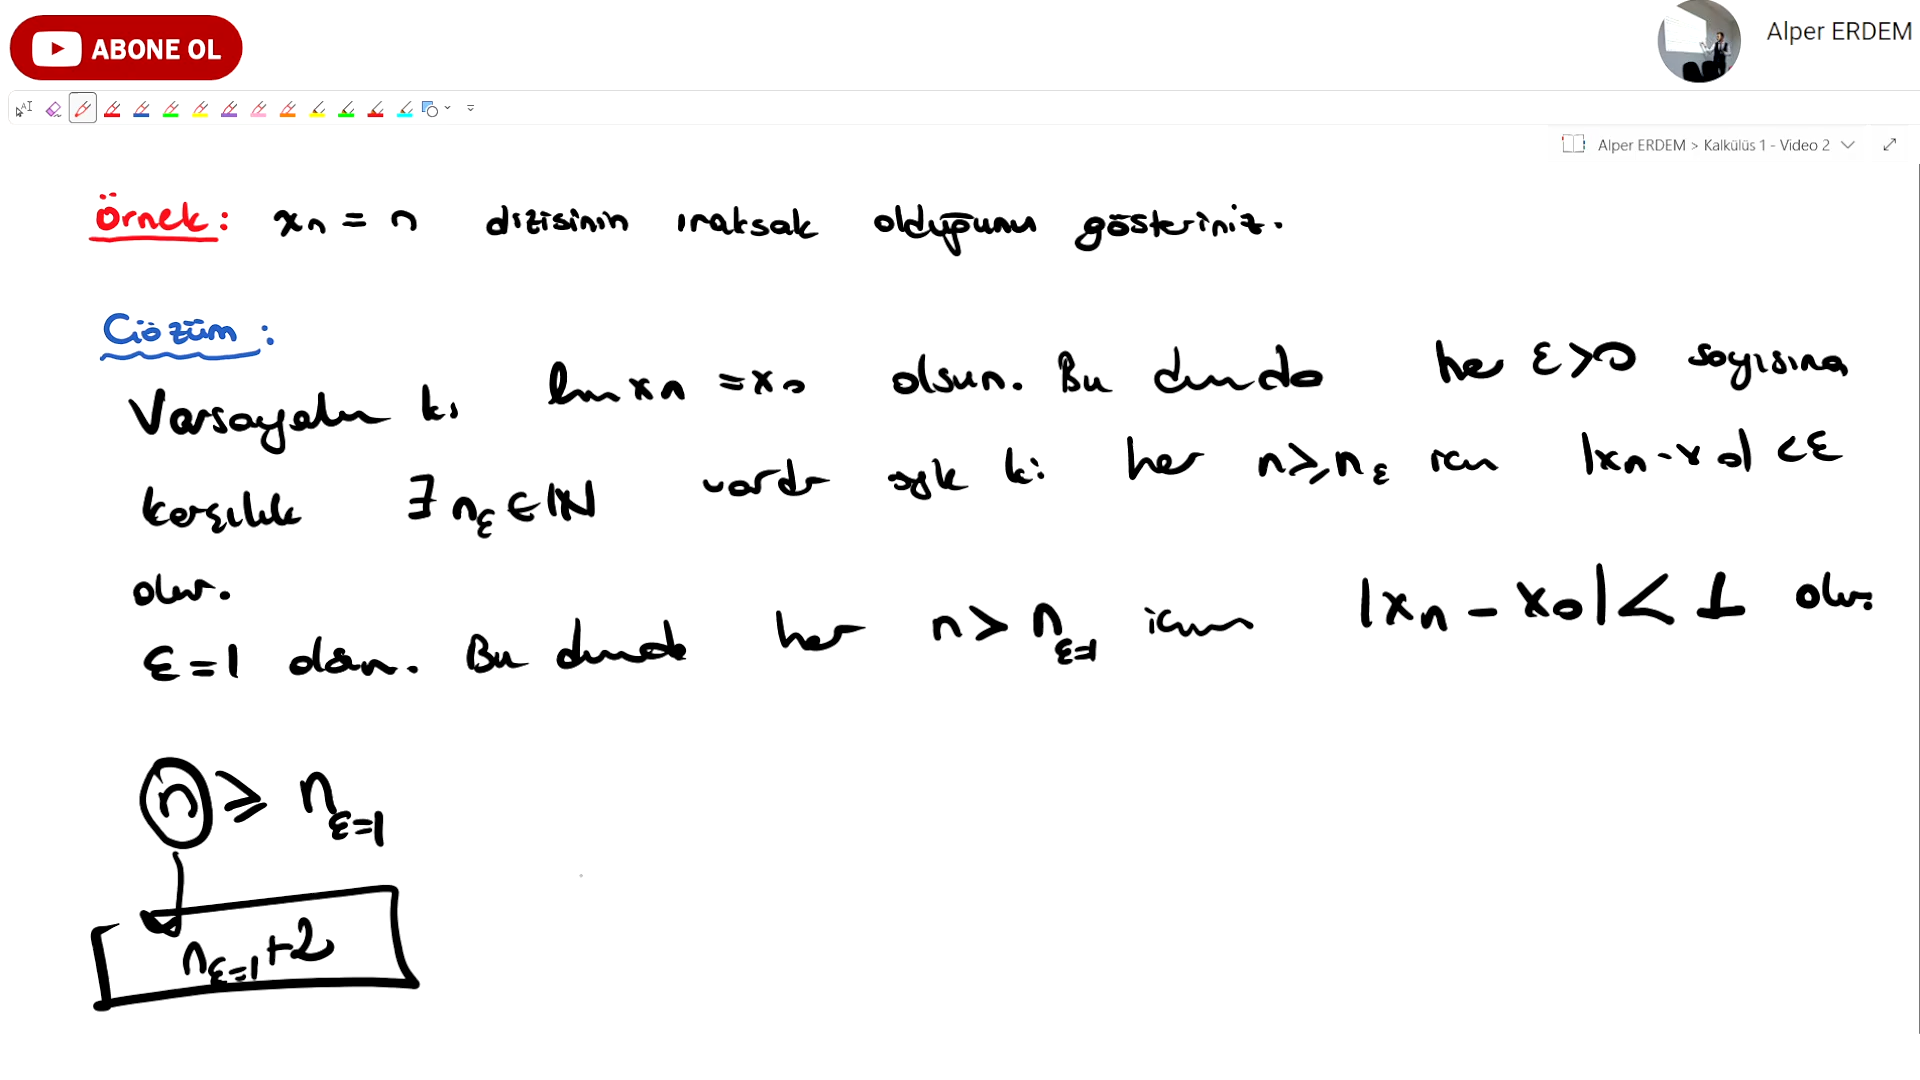 ABONE OL
Alper ERDEM
Alper ERDEM > Kalkülüs 1 - Video 2
Örnek: xn = n dizisinin ıraksak olduğunu gösteriniz.
Çözüm:
Varsayalım ki lim xn = x0 olsun. Bu durumda her ε>0 sayısına
karşılık ∃ nε ∈ ℕ vardır öyle ki her n ≥ nε için |xn - x0| < ε
olur.
ε=1 olsun. Bu durumda her n > nε=1 için |xn - x0| < 1 olur.
n ≥ nε=1
nε=1 + 2